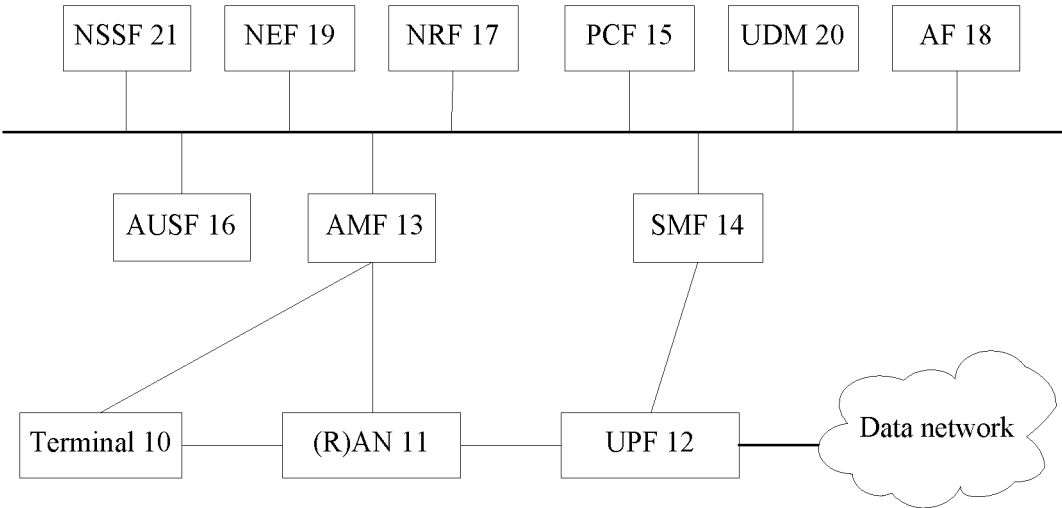 NSSF 21
NEF 19
NRF 17
PCF 15
UDM 20
AF 18
AUSF 16
AMF 13
SMF 14
Terminal 10
(R)AN 11
UPF 12
Data network